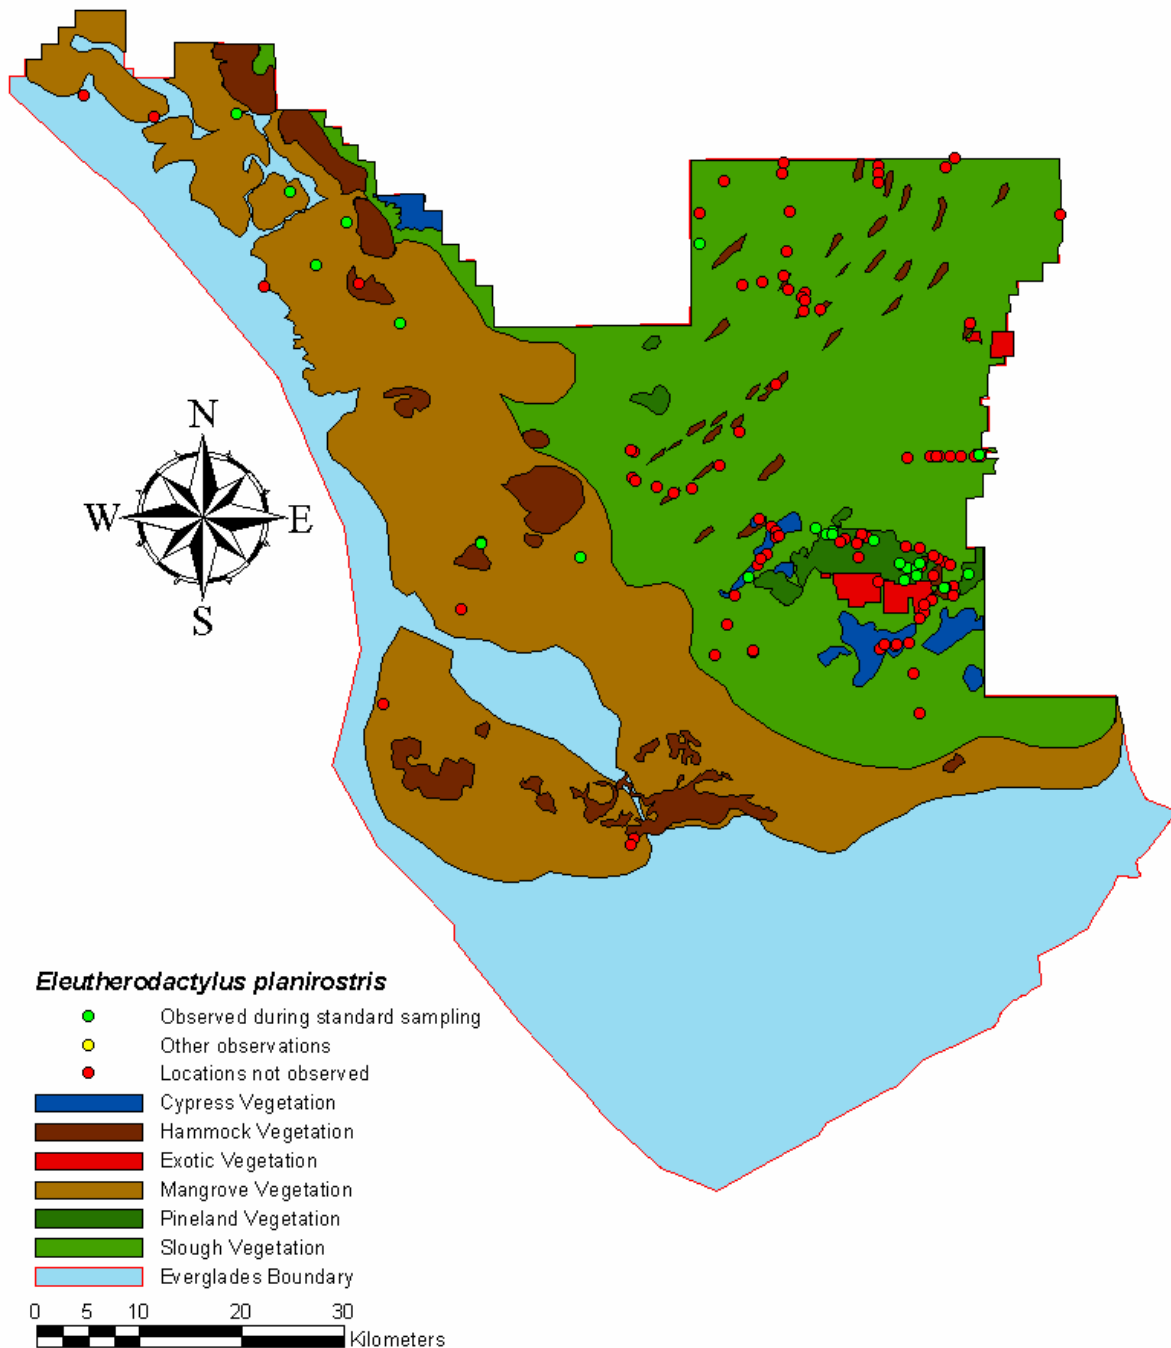 N
W E
S
Eleutherodactylus planirostris
Observed during standard sampling
Other observations
Locations not observed
Cypress Vegetation
Hammock Vegetation
Exotic Vegetation
Mangrove Vegetation
Pineland Vegetation
Slough Vegetation
Everglades Boundary
0 5 10 20 30
Kilometers